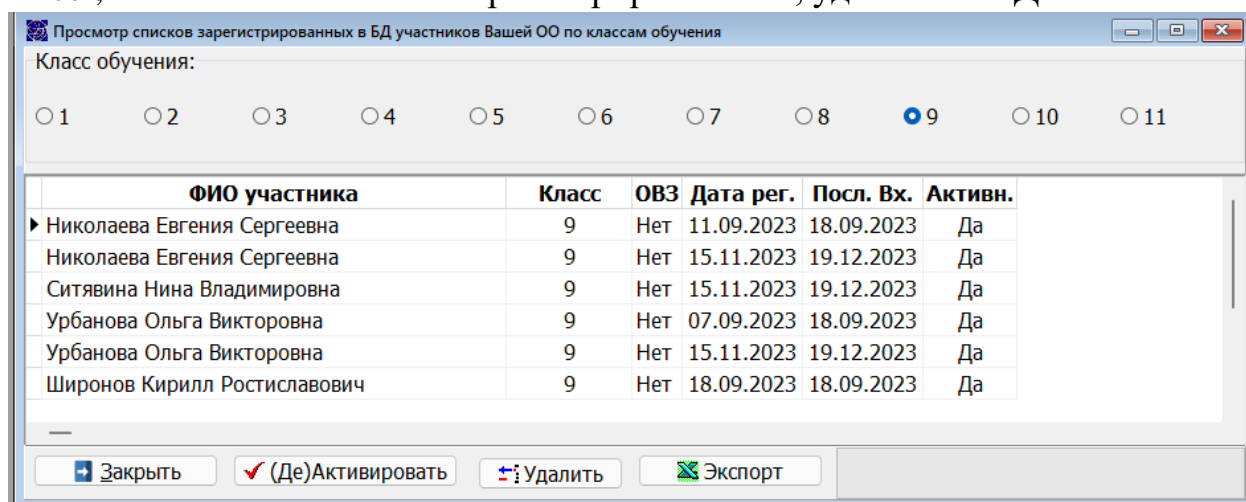 Просмотр списков зарегистрированных в БД участников Вашей ОО по классам обучения
Класс обучения:
1 2 3 4 5 6 7 8 9 10 11
ФИО участника Класс ОВЗ Дата рег. Посл. Вх. Активн.
Николаева Евгения Сергеевна 9 Нет 11.09.2023 18.09.2023 Да
Николаева Евгения Сергеевна 9 Нет 15.11.2023 19.12.2023 Да
Ситявина Нина Владимировна 9 Нет 15.11.2023 19.12.2023 Да
Урбанова Ольга Викторовна 9 Нет 07.09.2023 18.09.2023 Да
Урбанова Ольга Викторовна 9 Нет 15.11.2023 19.12.2023 Да
Широнов Кирилл Ростиславович 9 Нет 18.09.2023 18.09.2023 Да
Закрыть (Де)Активировать Удалить Экспорт